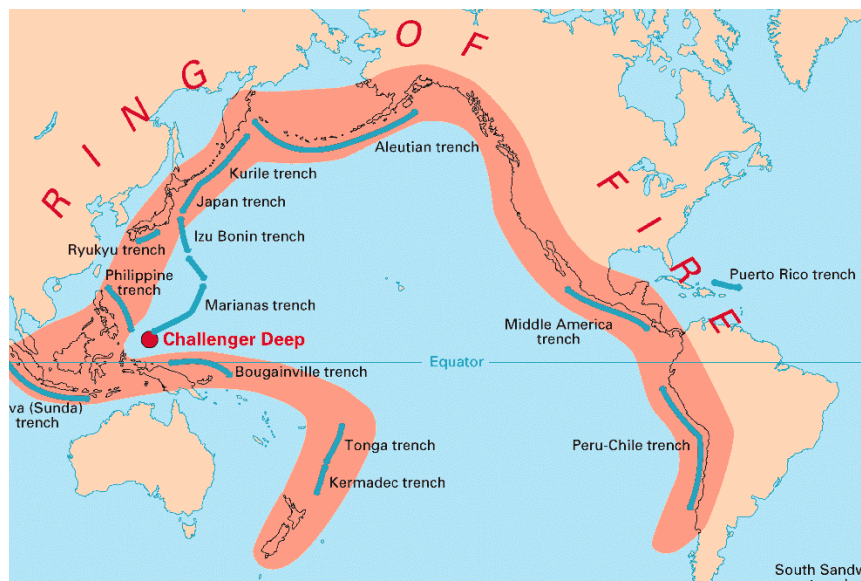 RING OF FIRE
Aleutian trench
Kurile trench
Japan trench
Izu Bonin trench
Ryukyu trench
Philippine
trench
Marianas trench
Challenger Deep
Puerto Rico trench
Middle America
trench
Equator
Bougainville trench
va (Sunda)
trench
Tonga trench
Kermadec trench
Peru-Chile trench
South Sandw